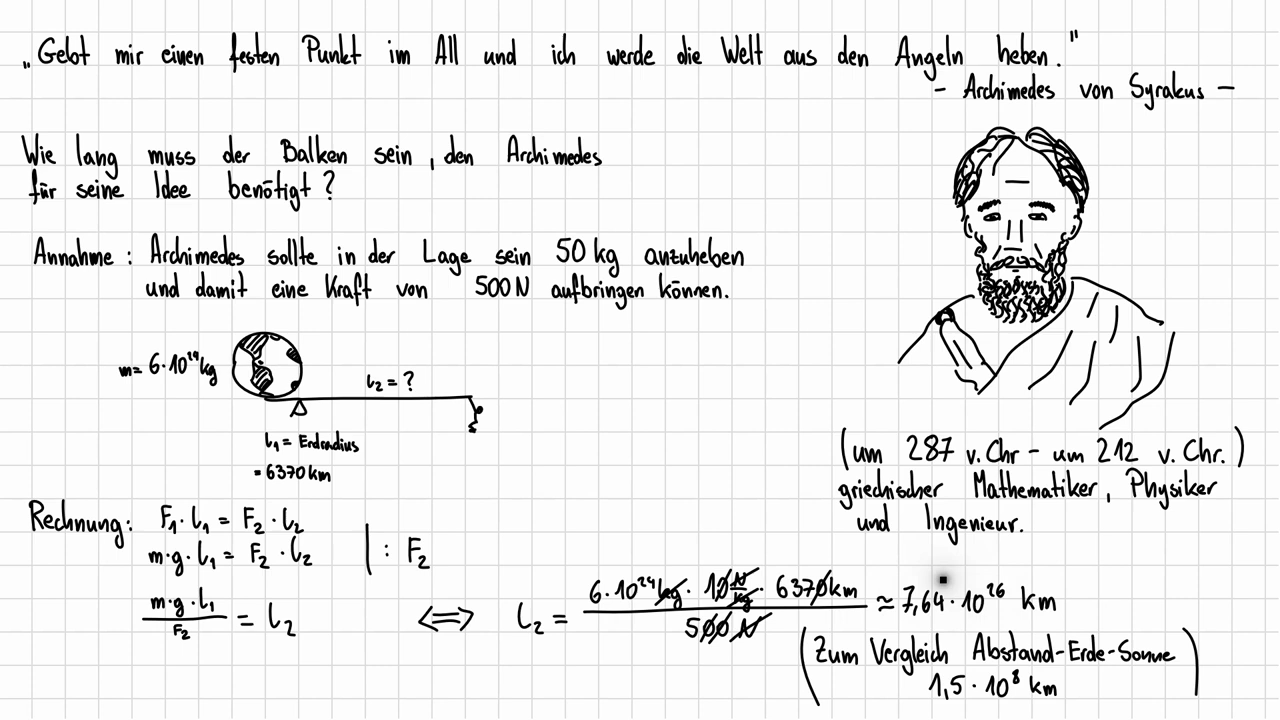 „Gebt mir einen festen Punkt im All und ich werde die Welt aus den Angeln heben."
- Archimedes von Syrakus -
Wie lang muss der Balken sein, den Archimedes
für seine Idee benötigt?
Annahme: Archimedes sollte in der Lage sein 50 kg anzuheben
und damit eine Kraft von 500 N aufbringen können.
m= 6·10²⁴ kg
l₂ = ?
l₁ = Erdradius
= 6370 km
(um 287 v. Chr - um 212 v. Chr.)
griechischer Mathematiker, Physiker
und Ingenieur.
Rechnung: F₁ · l₁ = F₂ · l₂
m·g·l₁ = F₂ · l₂ | : F₂
m·g·l₁ / F₂ = l₂ ⟺ l₂ = 6·10²⁴ kg · 10 N/kg · 6370 km / 500 N ≈ 7,64·10²⁶ km
(Zum Vergleich Abstand-Erde-Sonne
1,5·10⁸ km)